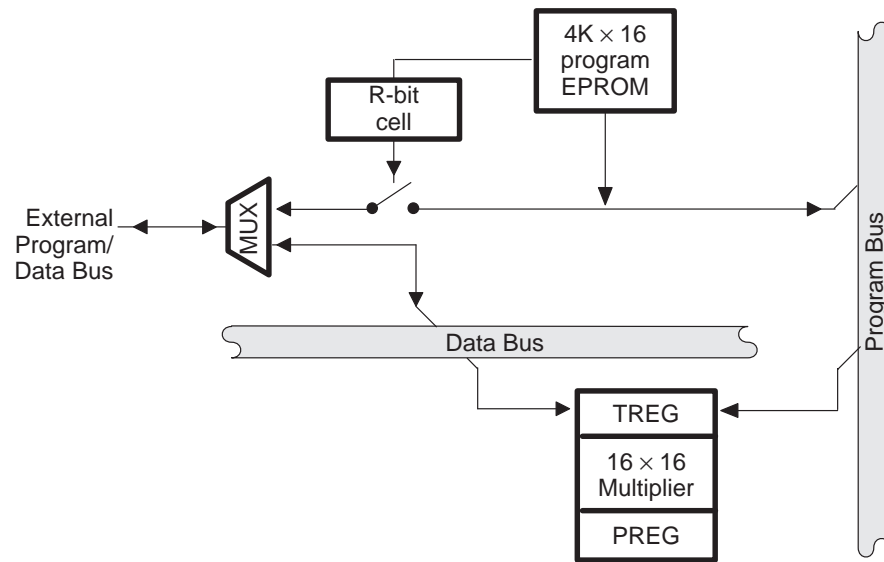 4K × 16
program
EPROM
R-bit
cell
External
Program/
Data Bus
MUX
Program Bus
Data Bus
TREG
16 × 16
Multiplier
PREG